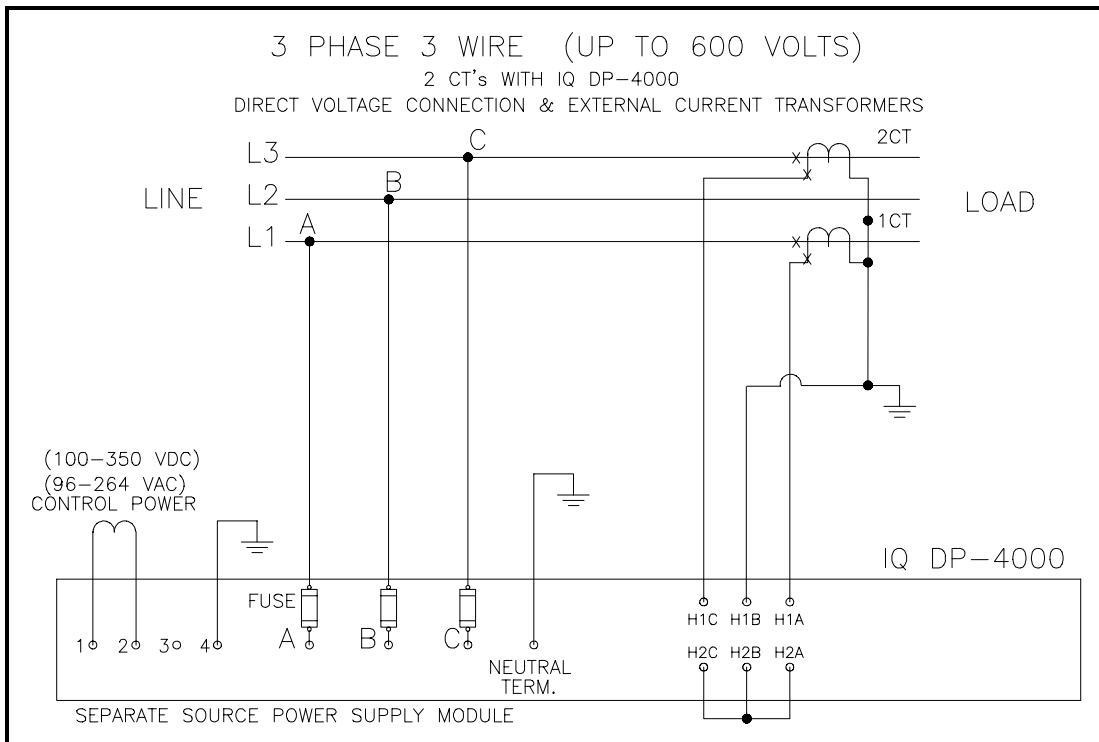 3 PHASE 3 WIRE (UP TO 600 VOLTS)
2 CT's WITH IQ DP-4000
DIRECT VOLTAGE CONNECTION & EXTERNAL CURRENT TRANSFORMERS
C
2CT
L3
B
LINE
L2
LOAD
A
1CT
L1
(100-350 VDC)
(96-264 VAC)
CONTROL POWER
IQ DP-4000
FUSE
H1C H1B H1A
1 2 3 4 A B C
H2C H2B H2A
NEUTRAL
TERM.
SEPARATE SOURCE POWER SUPPLY MODULE